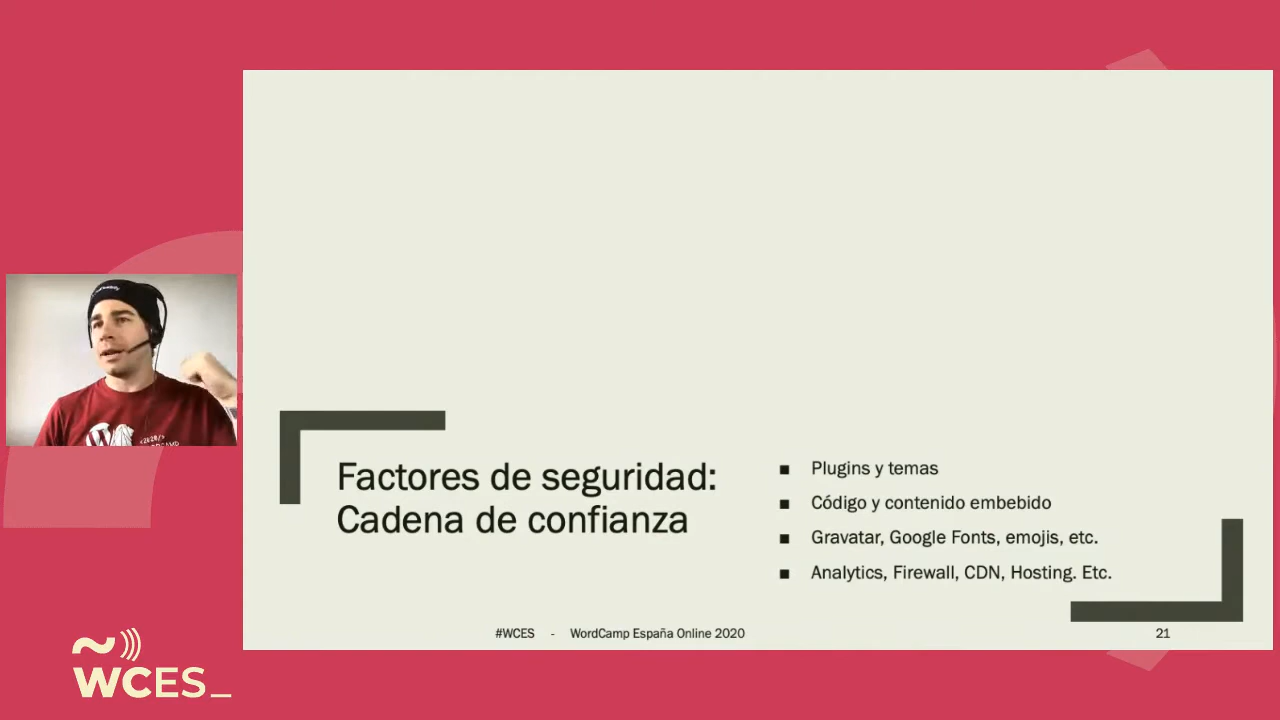 Factores de seguridad:
Cadena de confianza
Plugins y temas
Código y contenido embebido
Gravatar, Google Fonts, emojis, etc.
Analytics, Firewall, CDN, Hosting. Etc.
#WCES - WordCamp España Online 2020
21
WCES_